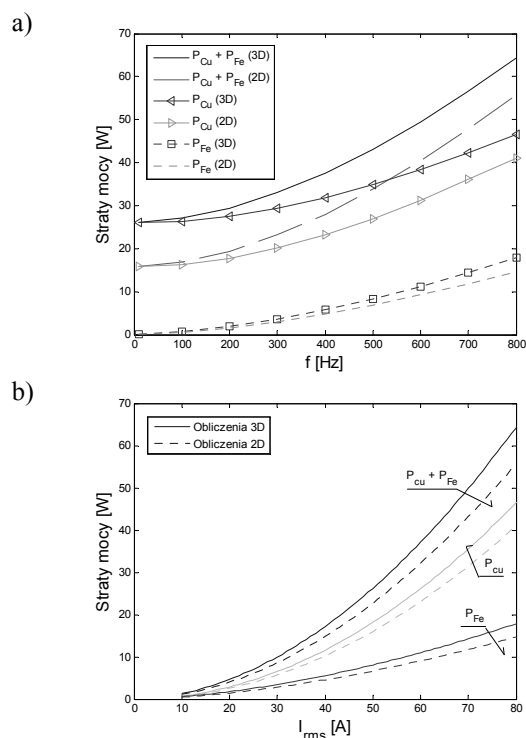 a)
70
60
50
40
30
20
10
0
Straty mocy [W]
P_Cu + P_Fe (3D)
P_Cu + P_Fe (2D)
P_Cu (3D)
P_Cu (2D)
P_Fe (3D)
P_Fe (2D)
0 100 200 300 400 500 600 700 800
f [Hz]
b)
70
60
50
40
30
20
10
0
Straty mocy [W]
Obliczenia 3D
Obliczenia 2D
P_cu + P_Fe
P_cu
P_Fe
0 10 20 30 40 50 60 70 80
I_rms [A]